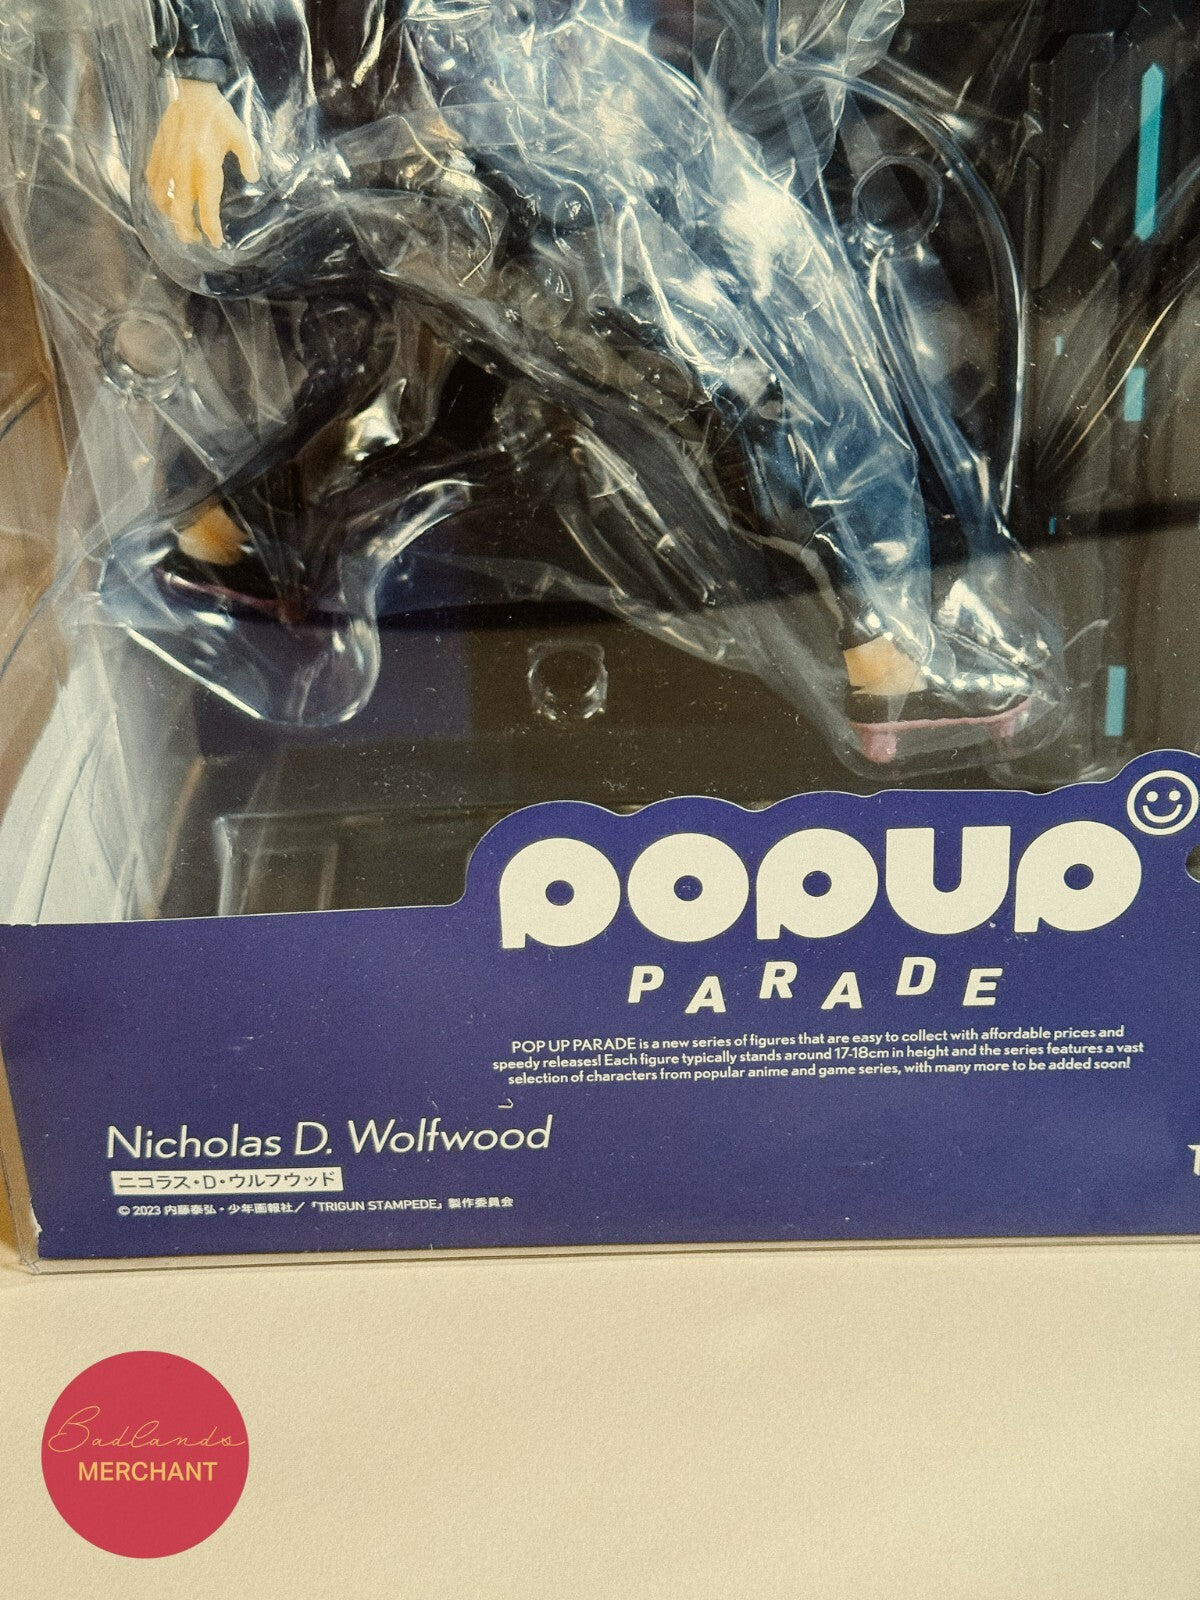 POPUP
PARADE
POP UP PARADE is a new series of figures that are easy to collect with affordable prices and
speedy releases! Each figure typically stands around 17-18cm in height and the series features a vast
selection of characters from popular anime and game series, with many more to be added soon!
Nicholas D. Wolfwood
ニコラス・D・ウルフウッド
© 2023 内藤泰弘・少年画報社／「TRIGUN STAMPEDE」製作委員会
Badlands
MERCHANT